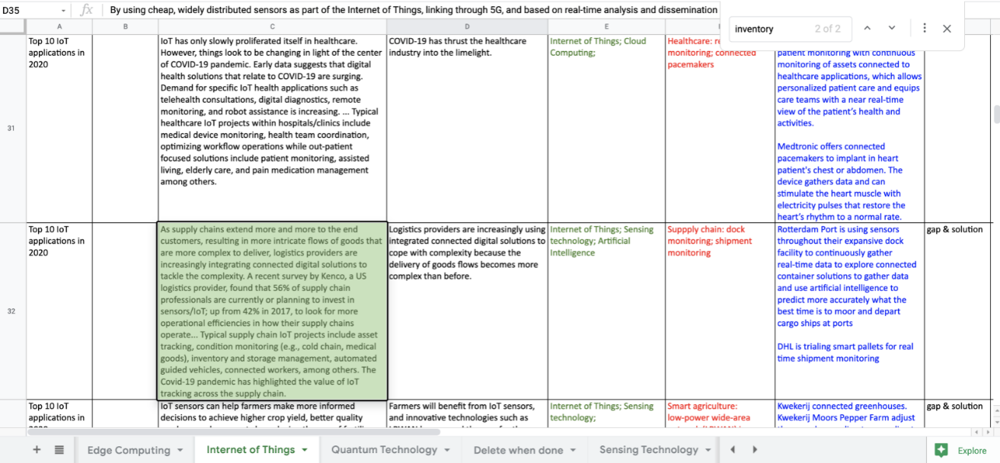 D35
fx
By using cheap, widely distributed sensors as part of the Internet of Things, linking through 5G, and based on real-time analysis and dissemination
inventory
2 of 2
A
B
C
D
E
31
Top 10 IoT
applications in
2020
IoT has only slowly proliferated itself in healthcare.
However, things look to be changing in light of the center
of COVID-19 pandemic. Early data suggests that digital
health solutions that relate to COVID-19 are surging.
Demand for specific IoT health applications such as
telehealth consultations, digital diagnostics, remote
monitoring, and robot assistance is increasing. ... Typical
healthcare IoT projects within hospitals/clinics include
medical device monitoring, health team coordination,
optimizing workflow operations while out-patient
focused solutions include patient monitoring, assisted
living, elderly care, and pain medication management
among others.
COVID-19 has thrust the healthcare
industry into the limelight.
Internet of Things; Cloud
Computing;
Healthcare:
monitoring; connected
pacemakers
patient monitoring with continuous
monitoring of assets connected to
healthcare applications, which allows
personalized patient care and equips
care teams with a near real-time
view of the patient's health and
activities.
Medtronic offers connected
pacemakers to implant in heart
patient's chest or abdomen. The
device gathers data and can
stimulate the heart muscle with
electricity pulses that restore the
heart's rhythm to a normal rate.
32
Top 10 IoT
applications in
2020
As supply chains extend more and more to the end
customers, resulting in more intricate flows of goods that
are more complex to deliver, logistics providers are
increasingly integrating connected digital solutions to
tackle the complexity. A recent survey by Kenco, a US
logistics provider, found that 56% of supply chain
professionals are currently or planning to invest in
sensors/IoT; up from 42% in 2017, to look for more
operational efficiencies in how their supply chains
operate... Typical supply chain IoT projects include asset
tracking, condition monitoring (e.g., cold chain, medical
goods), inventory and storage management, automated
guided vehicles, connected workers, among others. The
Covid-19 pandemic has highlighted the value of IoT
tracking across the supply chain.
Logistics providers are increasingly using
integrated connected digital solutions to
cope with complexity because the
delivery of goods flows becomes more
complex than before.
Internet of Things; Sensing
technology; Artificial
Intelligence
Suppply chain: dock
monitoring; shipment
monitoring
Rotterdam Port is using sensors
throughout their expansive dock
facility to continuously gather
real-time data to explore connected
container solutions to gather data
and use artificial intelligence to
predict more accurately what the
best time is to moor and depart
cargo ships at ports
DHL is trialing smart pallets for real
time shipment monitoring
gap & solution
Top 10 IoT
applications in
IoT sensors can help farmers make more informed
decisions to achieve higher crop yield, better quality
Farmers will benefit from IoT sensors,
and innovative technologies such as
Internet of Things; Sensing
technology;
Smart agriculture:
low-power wide-area
Kwekerij connected greenhouses.
Kwekerij Moors Pepper Farm adjust
gap & solution
Edge Computing
Internet of Things
Quantum Technology
Delete when done
Sensing Technology
Explore